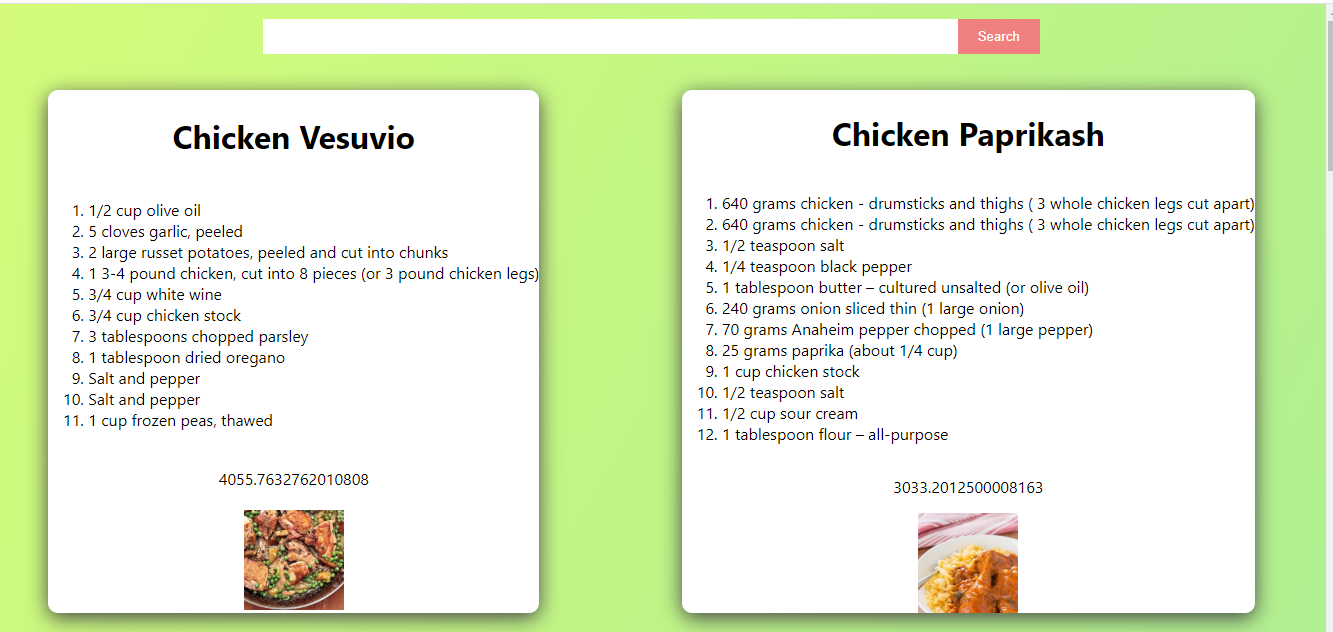 Search
Chicken Vesuvio
1. 1/2 cup olive oil
2. 5 cloves garlic, peeled
3. 2 large russet potatoes, peeled and cut into chunks
4. 1 3-4 pound chicken, cut into 8 pieces (or 3 pound chicken legs)
5. 3/4 cup white wine
6. 3/4 cup chicken stock
7. 3 tablespoons chopped parsley
8. 1 tablespoon dried oregano
9. Salt and pepper
10. Salt and pepper
11. 1 cup frozen peas, thawed
4055.7632762010808
Chicken Paprikash
1. 640 grams chicken - drumsticks and thighs ( 3 whole chicken legs cut apart)
2. 640 grams chicken - drumsticks and thighs ( 3 whole chicken legs cut apart)
3. 1/2 teaspoon salt
4. 1/4 teaspoon black pepper
5. 1 tablespoon butter – cultured unsalted (or olive oil)
6. 240 grams onion sliced thin (1 large onion)
7. 70 grams Anaheim pepper chopped (1 large pepper)
8. 25 grams paprika (about 1/4 cup)
9. 1 cup chicken stock
10. 1/2 teaspoon salt
11. 1/2 cup sour cream
12. 1 tablespoon flour – all-purpose
3033.2012500008163